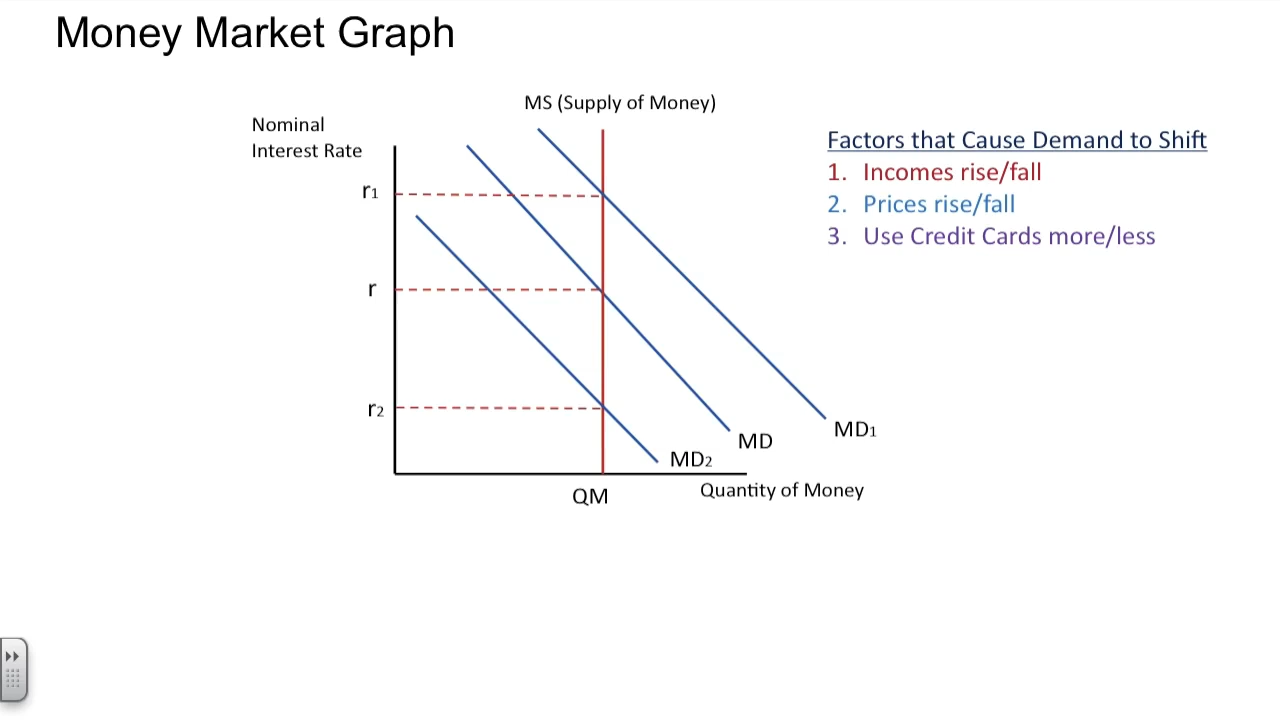 Money Market Graph
MS (Supply of Money)
Nominal
Interest Rate
r1
r
r2
Factors that Cause Demand to Shift
1. Incomes rise/fall
2. Prices rise/fall
3. Use Credit Cards more/less
MD1
MD
MD2
QM
Quantity of Money